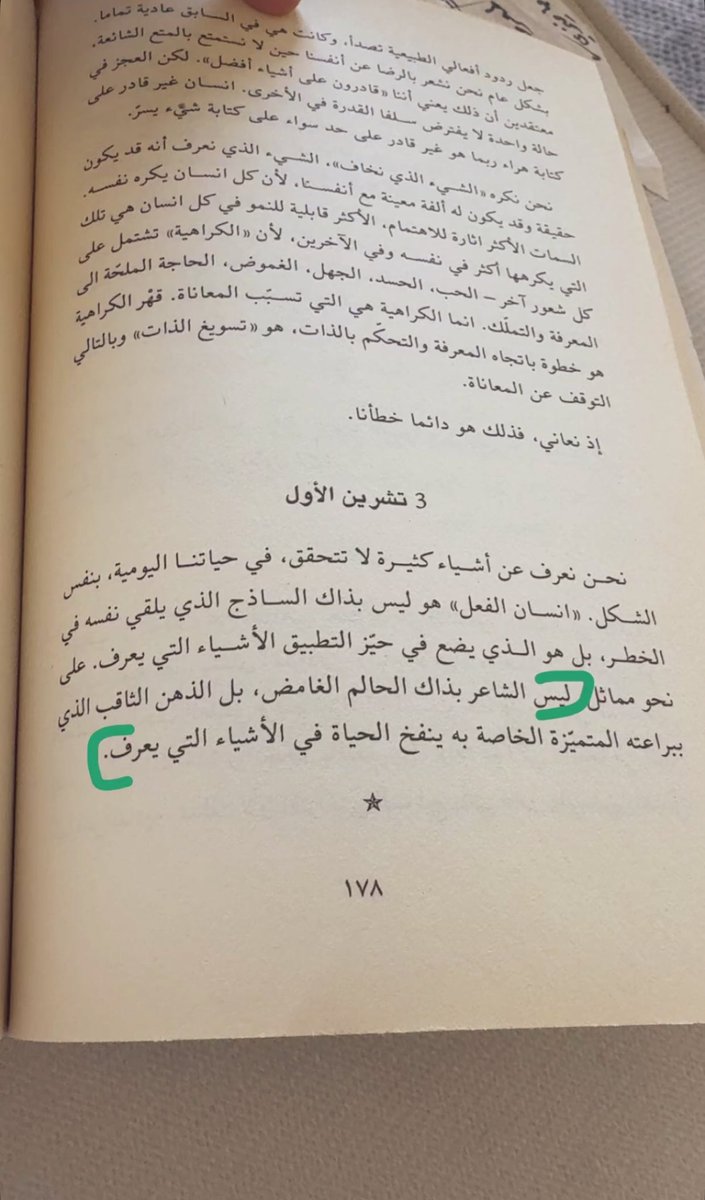 جعل ردود أفعالي الطبيعية تصدأ، وكانت هي في السابق عادية تماما.
بشكل عام نحن نشعر بالرضا عن أنفسنا حين لا نستمتع بالمتع الشائعة،
معتقدين أن ذلك يعني أننا «قادرون على أشياء أفضل». لكن العجز في
حالة واحدة لا يفترض سلفا القدرة في الأخرى. انسان غير قادر على
كتابة هراء ربما هو غير قادر على حد سواء على كتابة شيء يسرّ.
نحن نكره «الشيء الذي نخاف»، الشيء الذي نعرف أنه قد يكون
حقيقة وقد يكون له ألفة معينة مع أنفسنا، لأن كل انسان يكره نفسه.
السمات الأكثر اثارة للاهتمام، الأكثر قابلية للنمو في كل انسان هي تلك
التي يكرهها أكثر في نفسه وفي الآخرين، لأن «الكراهية» تشتمل على
كل شعور آخر – الحب، الحسد، الجهل، الغموض، الحاجة الملحّة الى
المعرفة والتملّك. انما الكراهية هي التي تسبّب المعاناة. قهْر الكراهية
هو خطوة باتجاه المعرفة والتحكّم بالذات، هو «تسويغ الذات» وبالتالي
التوقف عن المعاناة.
إذ نعاني، فذلك هو دائما خطأنا.
3 تشرين الأول
نحن نعرف عن أشياء كثيرة لا تتحقق، في حياتنا اليومية، بنفس
الشكل. «انسان الفعل» هو ليس بذاك الساذج الذي يلقي نفسه في
الخطر، بل هو الذي يضع في حيّز التطبيق الأشياء التي يعرف. على
نحو مماثل ليس الشاعر بذاك الحالم الغامض، بل الذهن الثاقب الذي
ببراعته المتميّزة الخاصة به ينفخ الحياة في الأشياء التي يعرف.
١٧٨